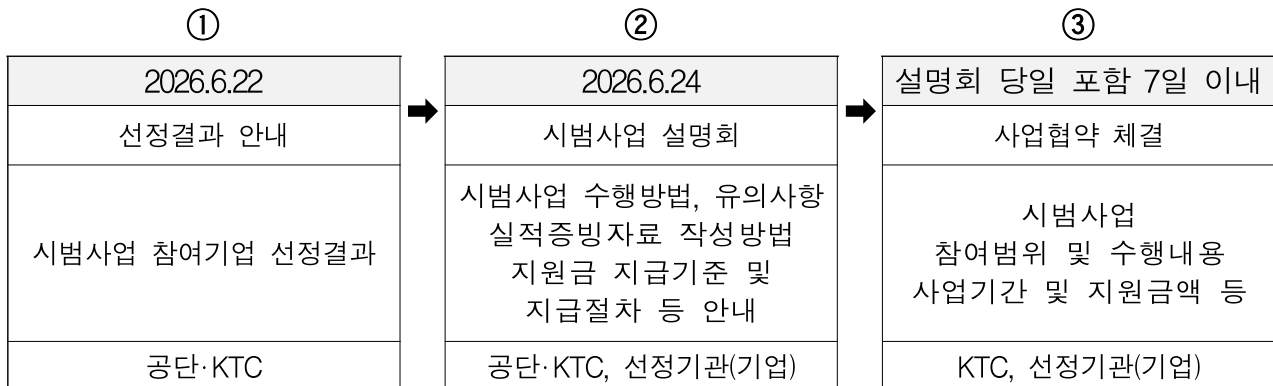 ①
2026.6.22
선정결과 안내
시범사업 참여기업 선정결과
공단·KTC
②
2026.6.24
시범사업 설명회
시범사업 수행방법, 유의사항
실적증빙자료 작성방법
지원금 지급기준 및
지급절차 등 안내
공단·KTC, 선정기관(기업)
③
설명회 당일 포함 7일 이내
사업협약 체결
시범사업
참여범위 및 수행내용
사업기간 및 지원금액 등
KTC, 선정기관(기업)